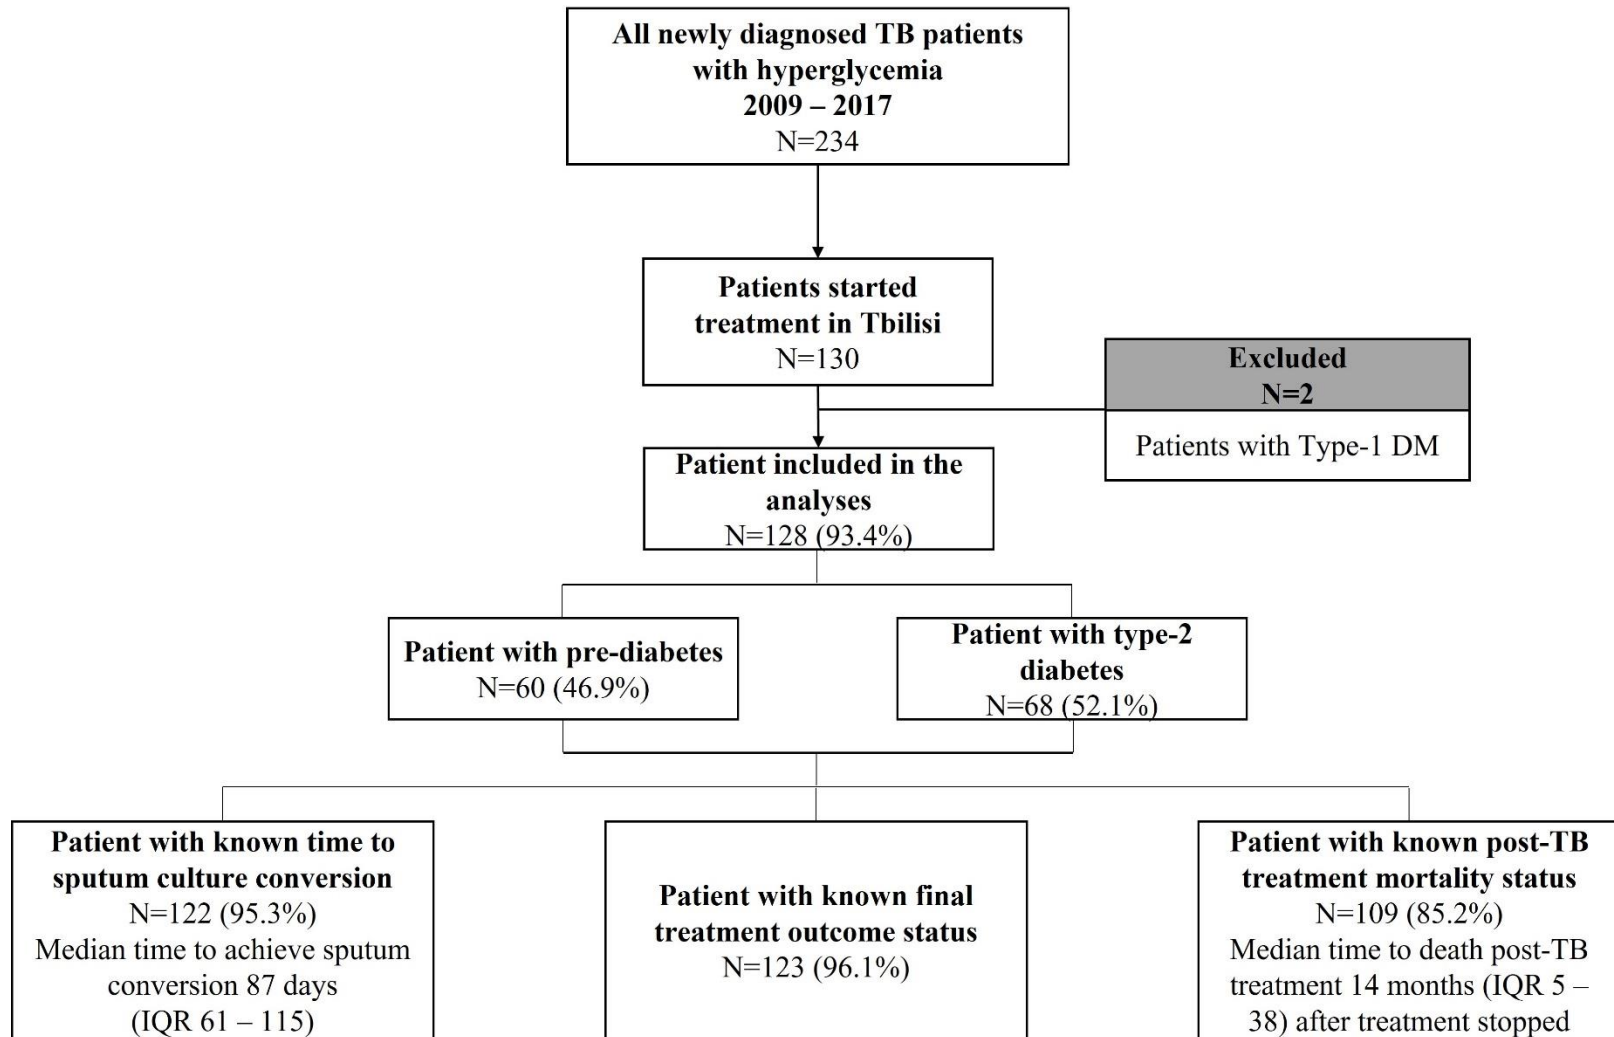 All newly diagnosed TB patients
with hyperglycemia
2009 – 2017
N=234
Patients started
treatment in Tbilisi
N=130
Excluded
N=2
Patients with Type-1 DM
Patient included in the
analyses
N=128 (93.4%)
Patient with pre-diabetes
N=60 (46.9%)
Patient with type-2
diabetes
N=68 (52.1%)
Patient with known time to
sputum culture conversion
N=122 (95.3%)
Median time to achieve sputum
conversion 87 days
(IQR 61 – 115)
Patient with known final
treatment outcome status
N=123 (96.1%)
Patient with known post-TB
treatment mortality status
N=109 (85.2%)
Median time to death post-TB
treatment 14 months (IQR 5 –
38) after treatment stopped